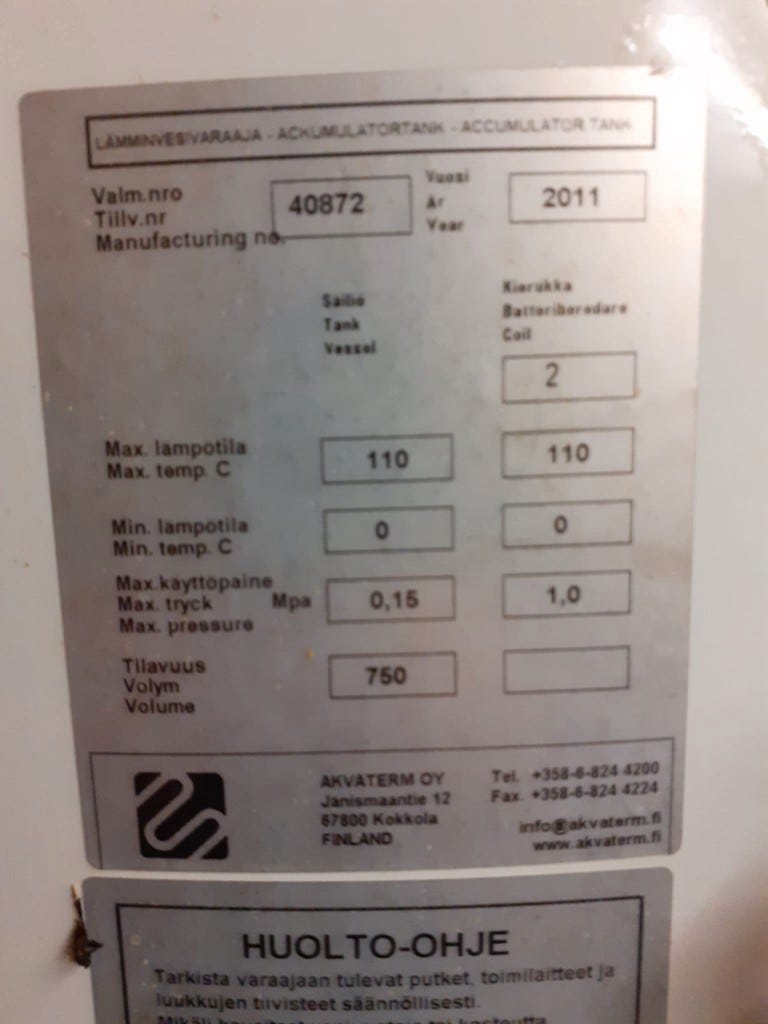 LÄMMINVESIVARAAJA - ACKUMULATORTANK - ACCUMULATOR TANK
Valm.nro
Tillv.nr
Manufacturing no.
40872
Vuosi
År
Year
2011
Säiliö
Tank
Vessel
Kierukka
Batteriberedare
Coil
2
Max. lämpötila
Max. temp. C
110
110
Min. lämpötila
Min. temp. C
0
0
Max.käyttöpaine
Max. tryck Mpa
Max. pressure
0,15
1,0
Tilavuus
Volym
Volume
750
AKVATERM OY
Janismaantie 12
67800 Kokkola
FINLAND
Tel. +358-6-824 4200
Fax. +358-6-824 4224
info@akvaterm.fi
www.akvaterm.fi
HUOLTO-OHJE
Tarkista varaajaan tulevat putket, toimilaitteet ja
luukkujen tiivisteet säännöllisesti.
Mikäli